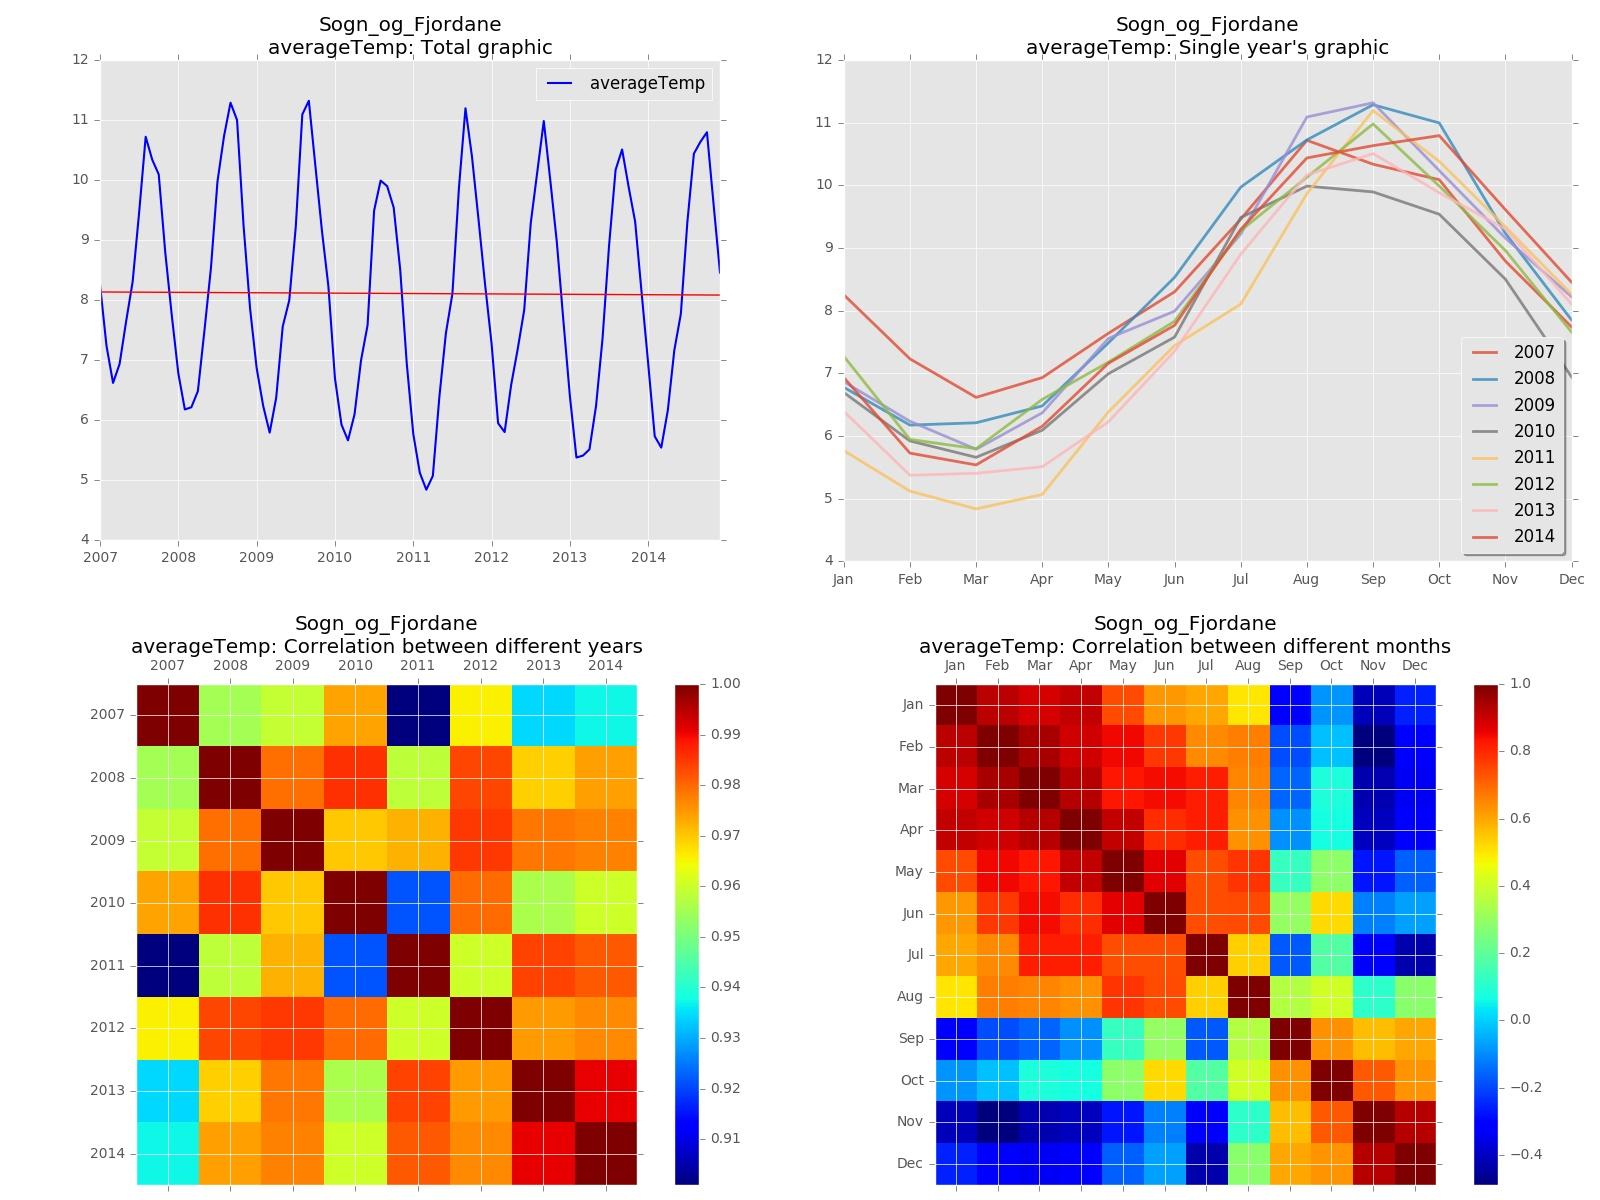 Sogn_og_Fjordane
averageTemp: Total graphic
12
11
10
9
8
7
6
5
4
averageTemp
2007 2008 2009 2010 2011 2012 2013 2014
Sogn_og_Fjordane
averageTemp: Single year's graphic
12
11
10
9
8
7
6
5
4
2007
2008
2009
2010
2011
2012
2013
2014
Jan Feb Mar Apr May Jun Jul Aug Sep Oct Nov Dec
Sogn_og_Fjordane
averageTemp: Correlation between different years
2007 2008 2009 2010 2011 2012 2013 2014
2007
2008
2009
2010
2011
2012
2013
2014
1.00
0.99
0.98
0.97
0.96
0.95
0.94
0.93
0.92
0.91
Sogn_og_Fjordane
averageTemp: Correlation between different months
Jan Feb Mar Apr May Jun Jul Aug Sep Oct Nov Dec
Jan
Feb
Mar
Apr
May
Jun
Jul
Aug
Sep
Oct
Nov
Dec
1.0
0.8
0.6
0.4
0.2
0.0
−0.2
−0.4